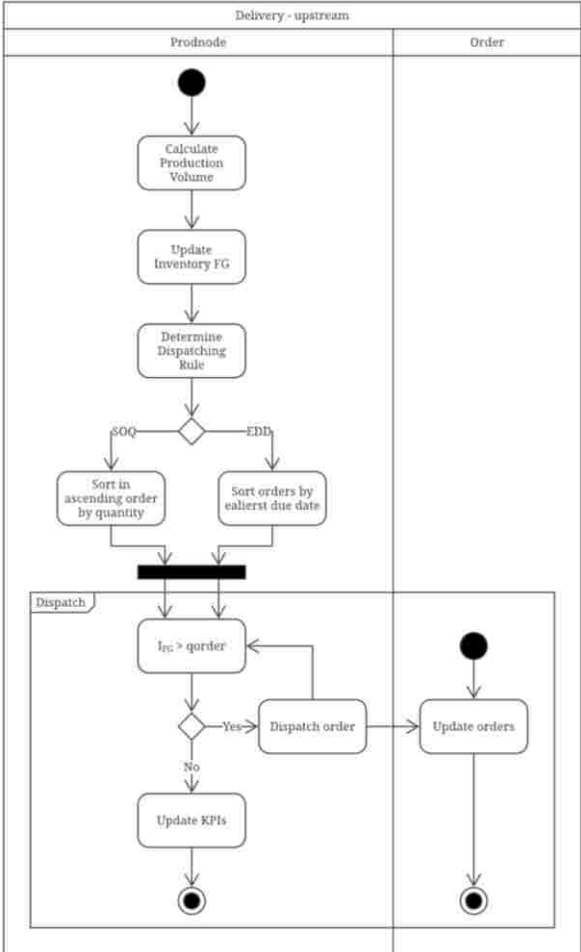 Delivery - upstream
Prodnode
Order
Calculate
Production
Volume
Update
Inventory FG
Determine
Dispatching
Rule
SOQ
EDD
Sort in
ascending order
by quantity
Sort orders by
ealierst due date
Dispatch
IFG > qorder
Yes
Dispatch order
Update orders
No
Update KPIs